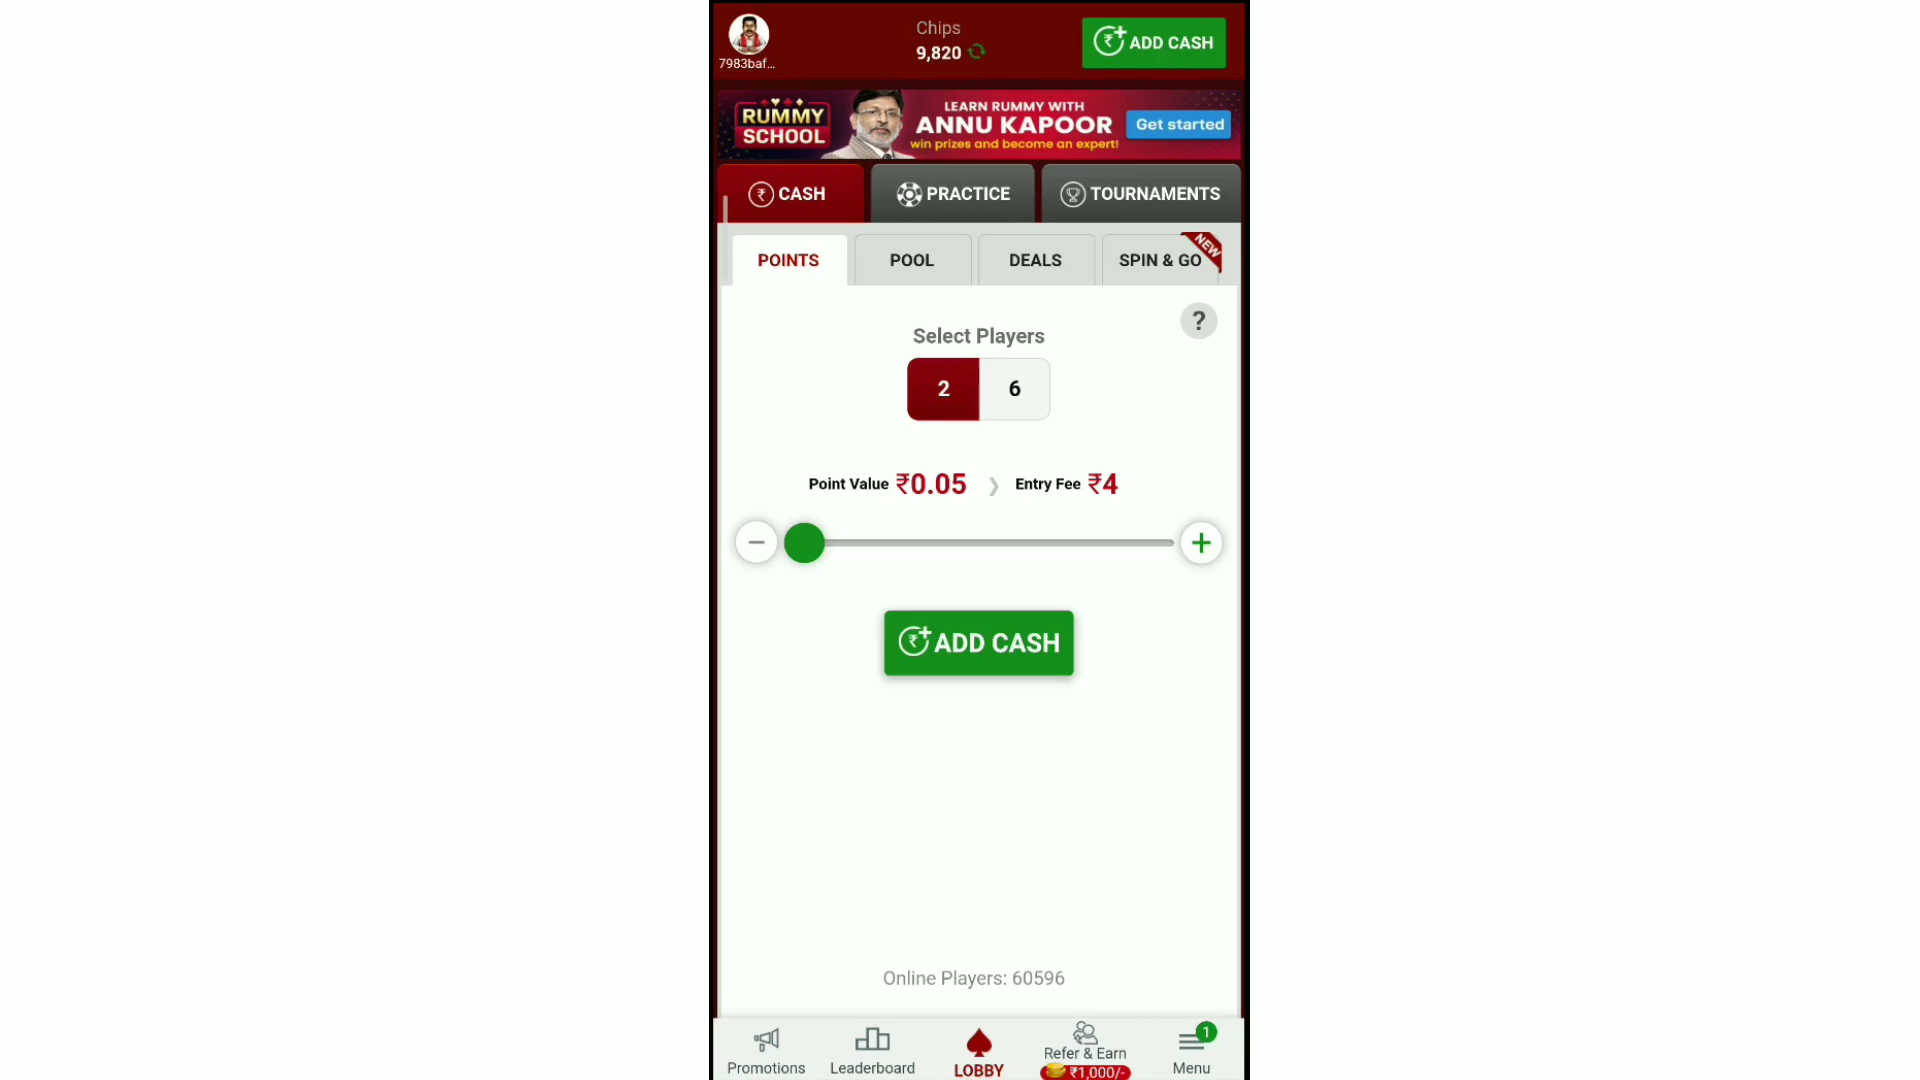 Chips
9,820
ADD CASH
7983baf...
RUMMY
SCHOOL
LEARN RUMMY WITH
ANNU KAPOOR
win prizes and become an expert!
Get started
₹ CASH
PRACTICE
TOURNAMENTS
POINTS
POOL
DEALS
SPIN & GO
NEW
?
Select Players
2
6
Point Value ₹0.05
Entry Fee ₹4
− +
₹+ ADD CASH
Online Players: 60596
Promotions
Leaderboard
LOBBY
Refer & Earn
₹1,000/-
1
Menu